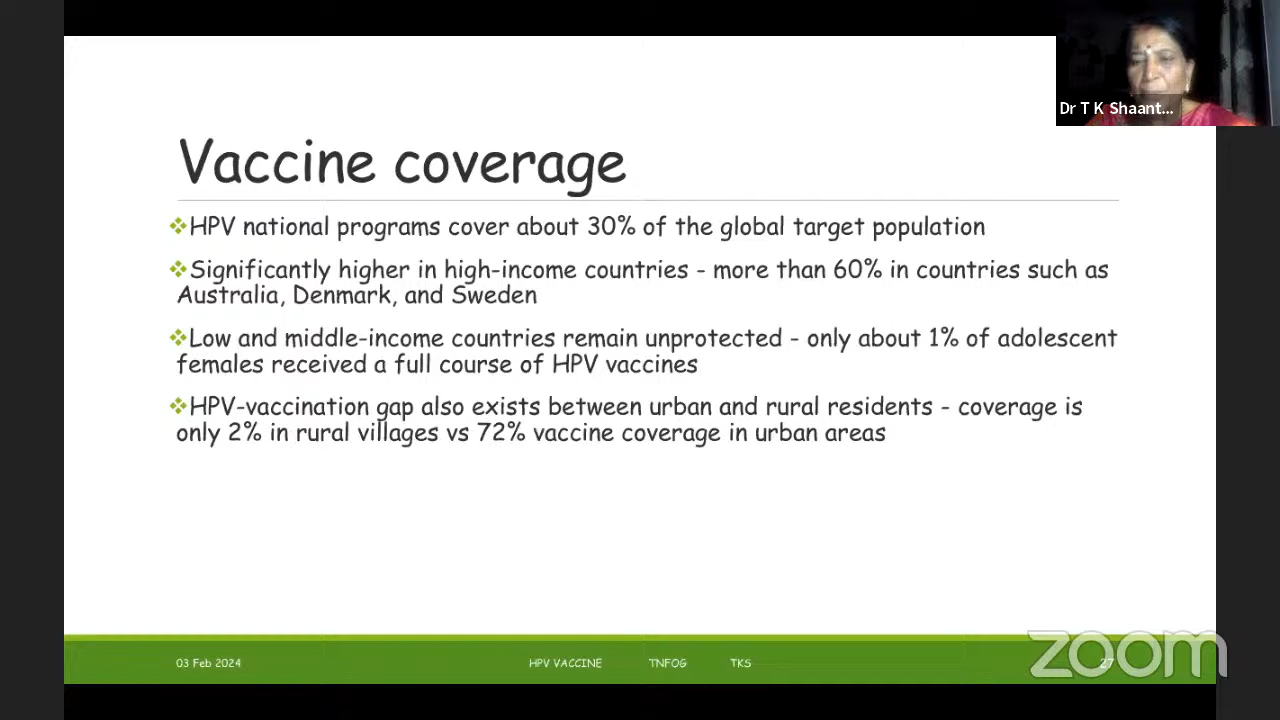 Dr T K Shaant...
Vaccine coverage
HPV national programs cover about 30% of the global target population
Significantly higher in high-income countries - more than 60% in countries such as
Australia, Denmark, and Sweden
Low and middle-income countries remain unprotected - only about 1% of adolescent
females received a full course of HPV vaccines
HPV-vaccination gap also exists between urban and rural residents - coverage is
only 2% in rural villages vs 72% vaccine coverage in urban areas
03 Feb 2024 HPV VACCINE TNFOG TKS 27
zoom